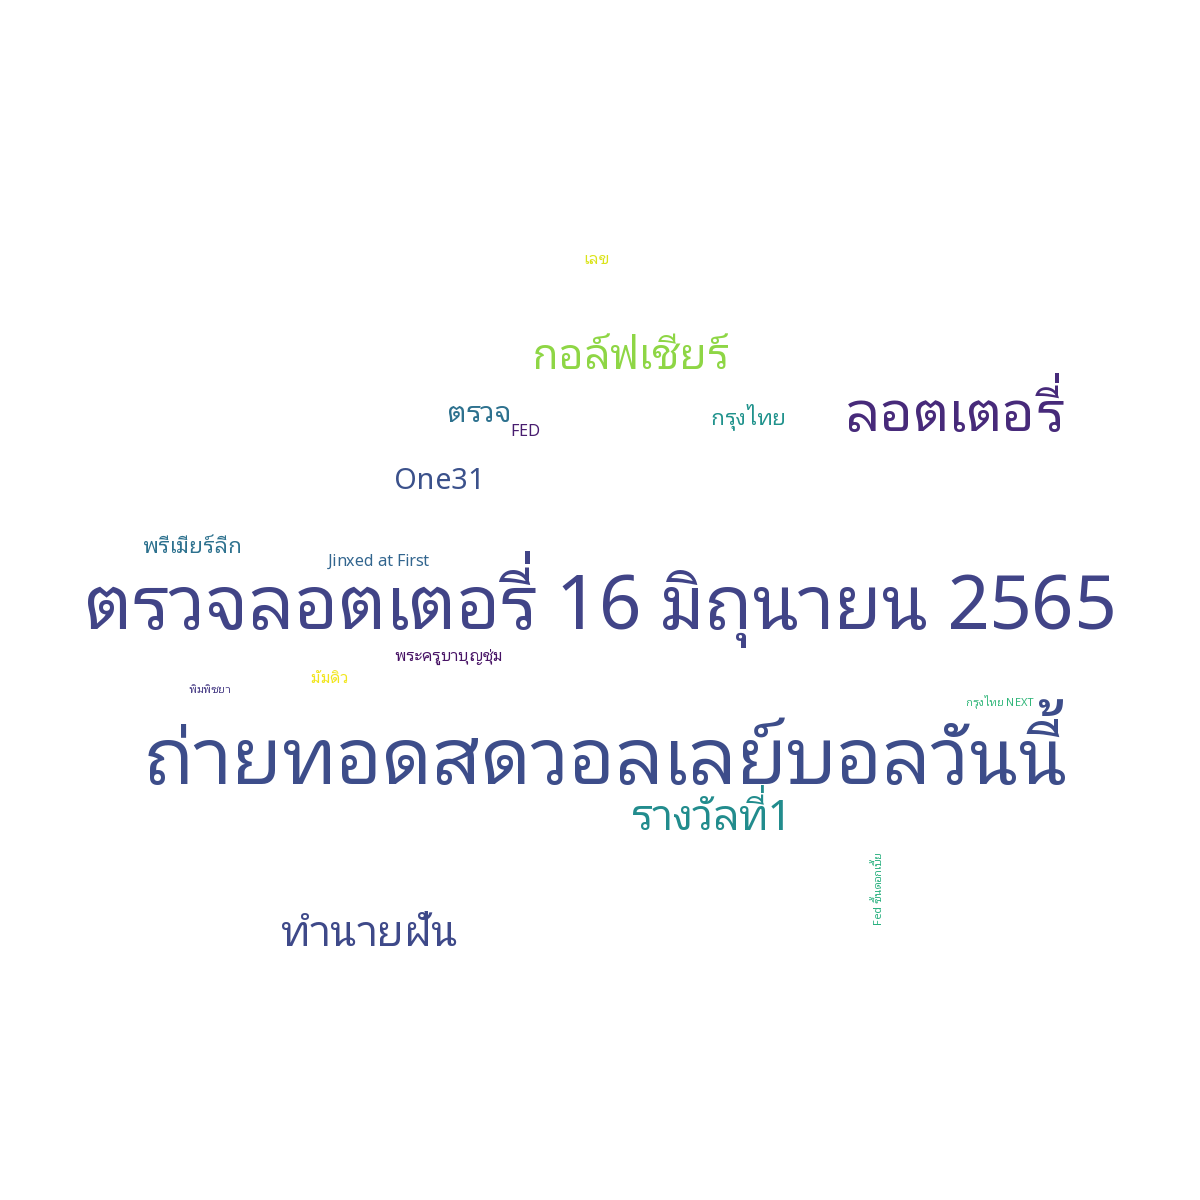 เลข
กอล์ฟเชียร์
ลอตเตอรี่
ตรวจ
กรุงไทย
FED
One31
พรีเมียร์ลีก
Jinxed at First
ตรวจลอตเตอรี่ 16 มิถุนายน 2565
พระครูบาบุญชุ่ม
มัมดิว
พิมพิชยา
กรุงไทย NEXT
ถ่ายทอดสดวอลเลย์บอลวันนี้
รางวัลที่1
Fed ขึ้นดอกเบี้ย
ทํานายฝัน